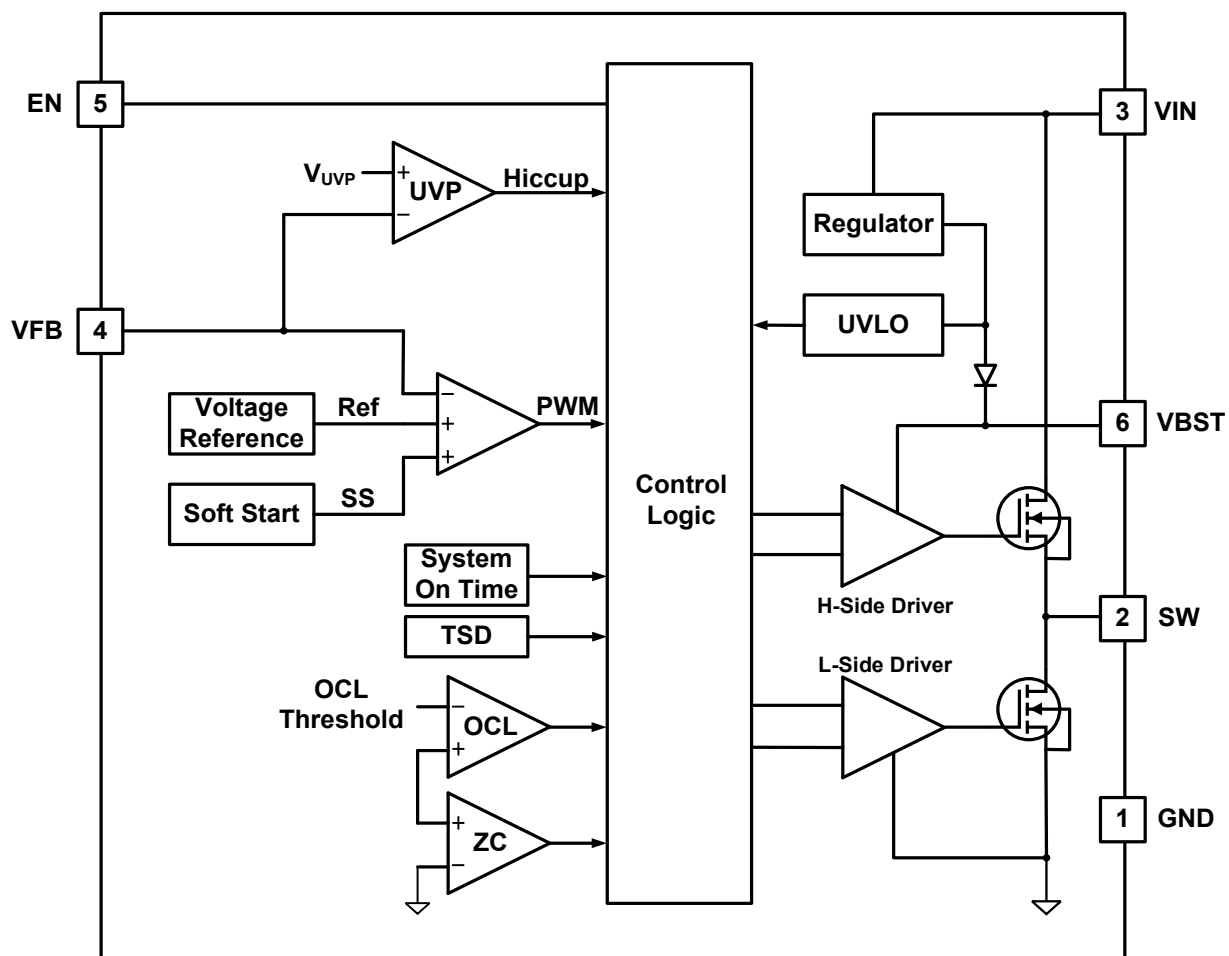 EN
5
3
VIN
VUVP
+
−
UVP
Hiccup
Regulator
VFB
4
UVLO
Voltage
Reference
Ref
−
+
+
PWM
6
VBST
Soft Start
SS
Control
Logic
System
On Time
H-Side Driver
2
SW
TSD
L-Side Driver
OCL
Threshold
−
+
OCL
1
GND
+
−
ZC